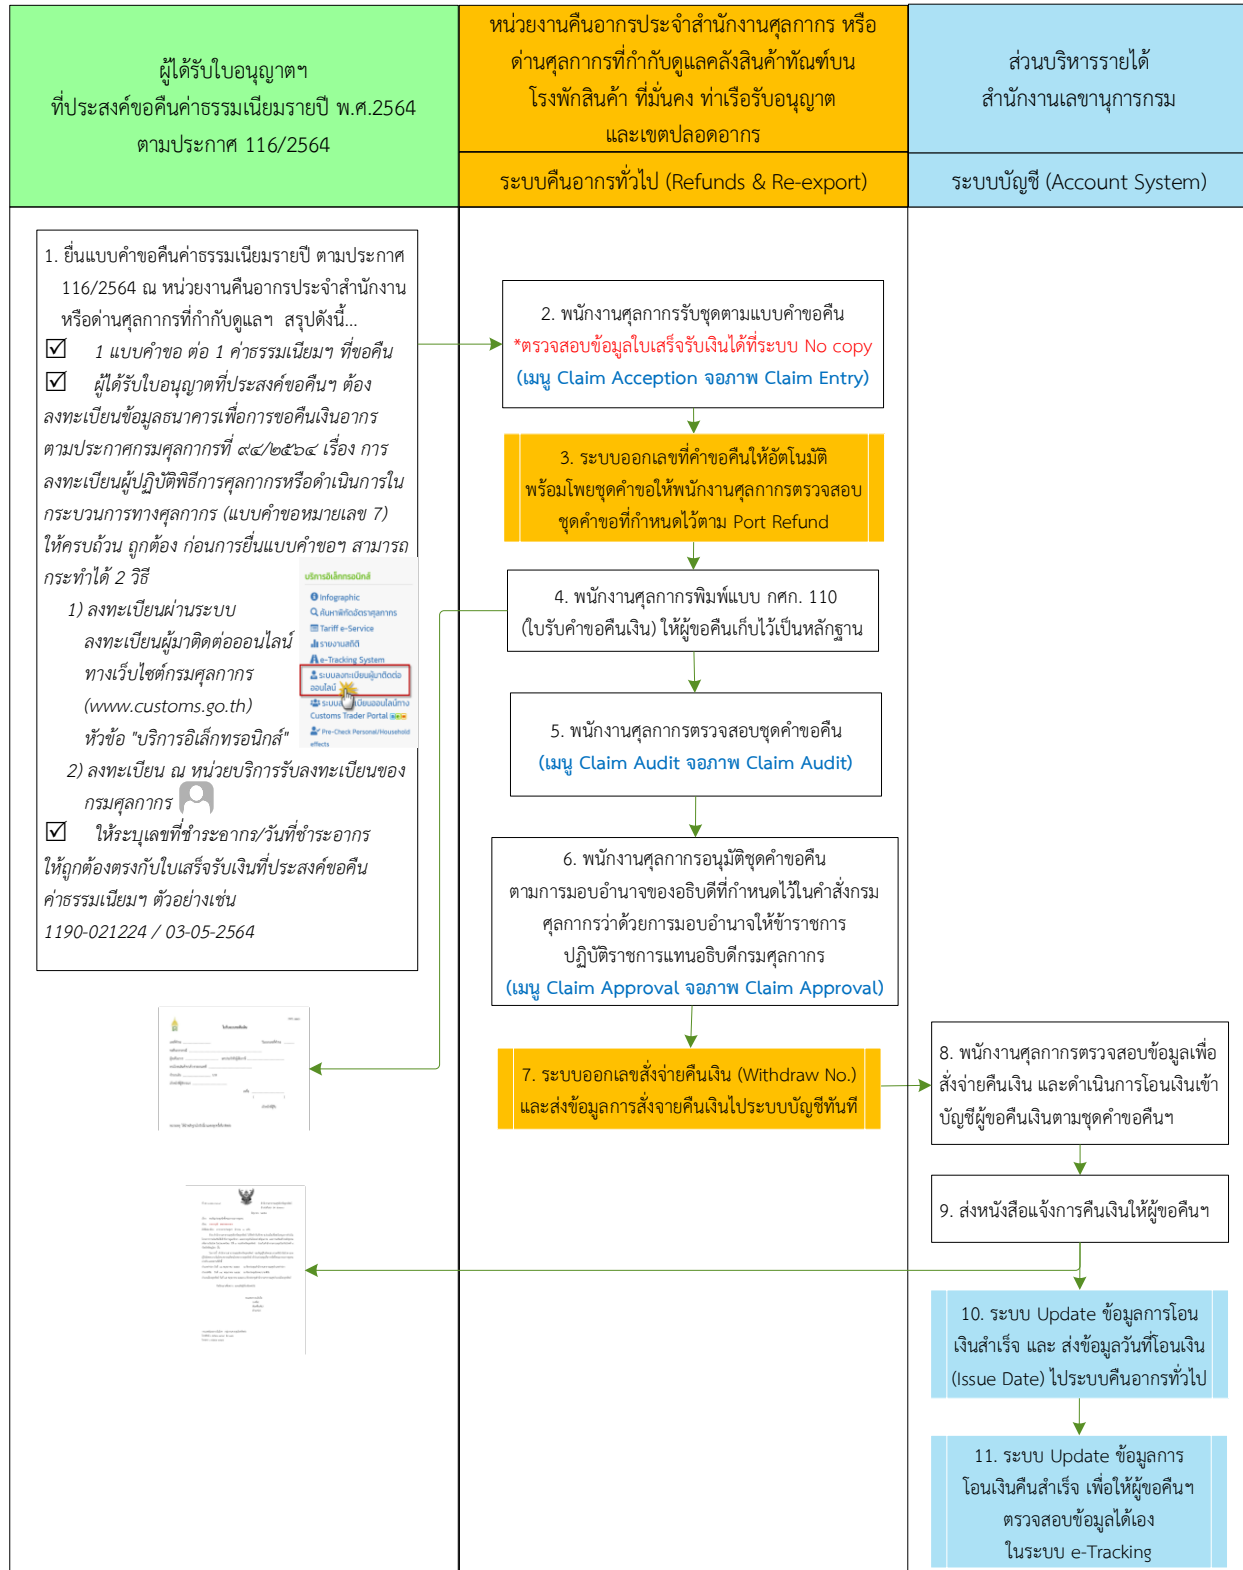 ผู้ได้รับใบอนุญาตฯ
ที่ประสงค์ขอคืนค่าธรรมเนียมรายปี พ.ศ.2564
ตามประกาศ 116/2564
หน่วยงานคืนอากรประจำสำนักงานศุลกากร หรือ
ด่านศุลกากรที่กำกับดูแลคลังสินค้าทัณฑ์บน
โรงพักสินค้า ที่มั่นคง ท่าเรือรับอนุญาต
และเขตปลอดอากร
ระบบคืนอากรทั่วไป (Refunds & Re-export)
ส่วนบริหารรายได้
สำนักงานเลขานุการกรม
ระบบบัญชี (Account System)
1. ยื่นแบบคำขอคืนค่าธรรมเนียมรายปี ตามประกาศ
116/2564 ณ หน่วยงานคืนอากรประจำสำนักงาน
หรือด่านศุลกากรที่กำกับดูแลฯ สรุปดังนี้...
☑ 1 แบบคำขอ ต่อ 1 ค่าธรรมเนียมฯ ที่ขอคืน
☑ ผู้ได้รับใบอนุญาตที่ประสงค์ขอคืนฯ ต้อง
ลงทะเบียนข้อมูลธนาคารเพื่อการขอคืนเงินอากร
ตามประกาศกรมศุลกากรที่ ๙๔/๒๕๖๔ เรื่อง การ
ลงทะเบียนผู้ปฏิบัติพิธีการศุลกากรหรือดำเนินการใน
กระบวนการทางศุลกากร (แบบคำขอหมายเลข 7)
ให้ครบถ้วน ถูกต้อง ก่อนการยื่นแบบคำขอฯ สามารถ
กระทำได้ 2 วิธี
1) ลงทะเบียนผ่านระบบ
ลงทะเบียนผู้มาติดต่อออนไลน์
ทางเว็บไซต์กรมศุลกากร
(www.customs.go.th)
หัวข้อ "บริการอิเล็กทรอนิกส์"
2) ลงทะเบียน ณ หน่วยบริการรับลงทะเบียนของ
กรมศุลกากร
☑ ให้ระบุเลขที่ชำระอากร/วันที่ชำระอากร
ให้ถูกต้องตรงกับใบเสร็จรับเงินที่ประสงค์ขอคืน
ค่าธรรมเนียมฯ ตัวอย่างเช่น
1190-021224 / 03-05-2564
บริการอิเล็กทรอนิกส์
Infographic
ค้นหาพิกัดอัตราศุลกากร
Tariff e-Service
รายงานสถิติ
e-Tracking System
ระบบลงทะเบียนผู้มาติดต่อ
ออนไลน์
Customs Trader Portal
Pre-Check Personal/Household
effects
2. พนักงานศุลกากรรับชุดตามแบบคำขอคืน
*ตรวจสอบข้อมูลใบเสร็จรับเงินได้ที่ระบบ No copy
(เมนู Claim Acception จอภาพ Claim Entry)
3. ระบบออกเลขที่คำขอคืนให้อัตโนมัติ
พร้อมโพยชุดคำขอให้พนักงานศุลกากรตรวจสอบ
ชุดคำขอที่กำหนดไว้ตาม Port Refund
4. พนักงานศุลกากรพิมพ์แบบ กศก. 110
(ใบรับคำขอคืนเงิน) ให้ผู้ขอคืนเก็บไว้เป็นหลักฐาน
5. พนักงานศุลกากรตรวจสอบชุดคำขอคืน
(เมนู Claim Audit จอภาพ Claim Audit)
6. พนักงานศุลกากรอนุมัติชุดคำขอคืน
ตามการมอบอำนาจของอธิบดีที่กำหนดไว้ในคำสั่งกรม
ศุลกากรว่าด้วยการมอบอำนาจให้ข้าราชการ
ปฏิบัติราชการแทนอธิบดีกรมศุลกากร
(เมนู Claim Approval จอภาพ Claim Approval)
7. ระบบออกเลขสั่งจ่ายคืนเงิน (Withdraw No.)
และส่งข้อมูลการสั่งจายคืนเงินไประบบบัญชีทันที
8. พนักงานศุลกากรตรวจสอบข้อมูลเพื่อ
สั่งจ่ายคืนเงิน และดำเนินการโอนเงินเข้า
บัญชีผู้ขอคืนเงินตามชุดคำขอคืนฯ
9. ส่งหนังสือแจ้งการคืนเงินให้ผู้ขอคืนฯ
10. ระบบ Update ข้อมูลการโอน
เงินสำเร็จ และ ส่งข้อมูลวันที่โอนเงิน
(Issue Date) ไประบบคืนอากรทั่วไป
11. ระบบ Update ข้อมูลการ
โอนเงินคืนสำเร็จ เพื่อให้ผู้ขอคืนฯ
ตรวจสอบข้อมูลได้เอง
ในระบบ e-Tracking